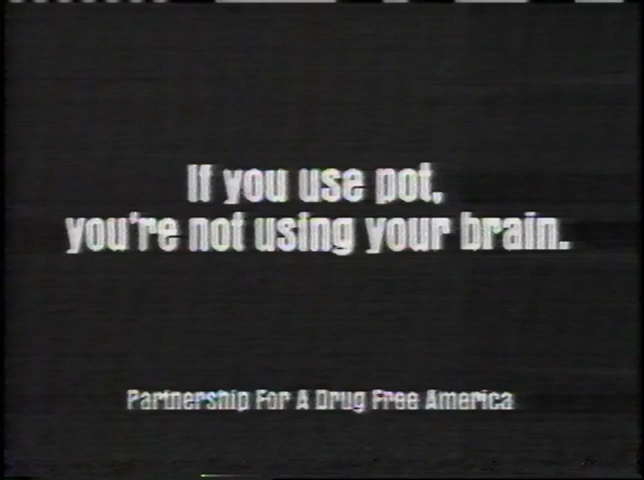 If you use pot,
you're not using your brain.
Partnership For A Drug Free America